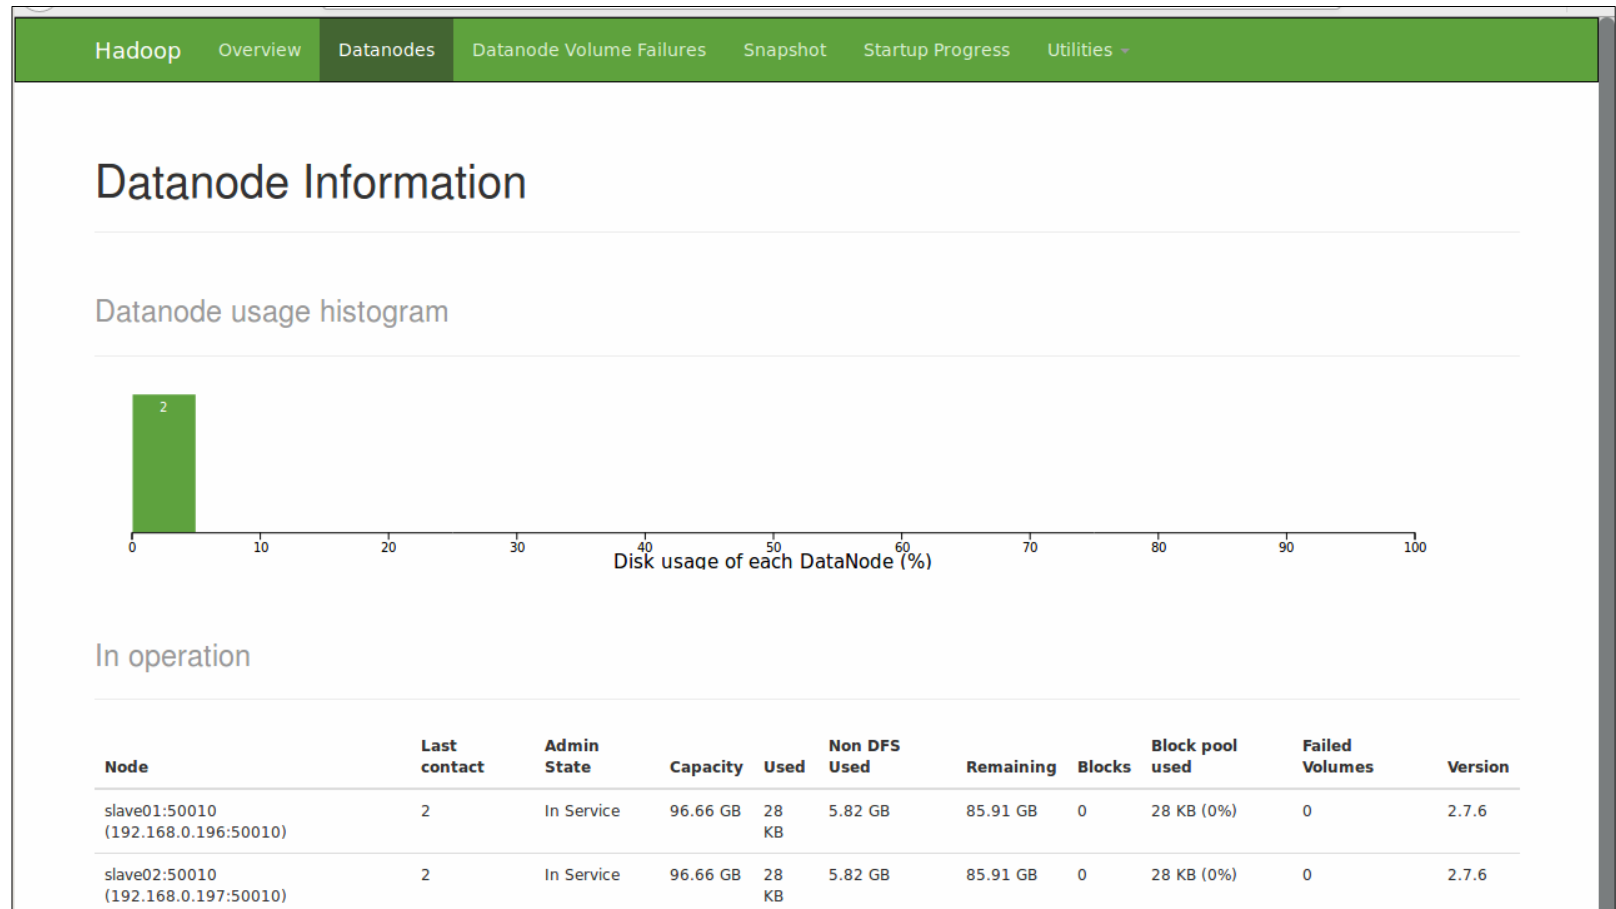 Hadoop Overview Datanodes Datanode Volume Failures Snapshot Startup Progress Utilities
Datanode Information
Datanode usage histogram
2
0 10 20 30 40 50 60 70 80 90 100
Disk usage of each DataNode (%)
In operation
Node Last contact Admin State Capacity Used Non DFS Used Remaining Blocks Block pool used Failed Volumes Version
slave01:50010 2 In Service 96.66 GB 28 KB 5.82 GB 85.91 GB 0 28 KB (0%) 0 2.7.6
(192.168.0.196:50010)
slave02:50010 2 In Service 96.66 GB 28 KB 5.82 GB 85.91 GB 0 28 KB (0%) 0 2.7.6
(192.168.0.197:50010)